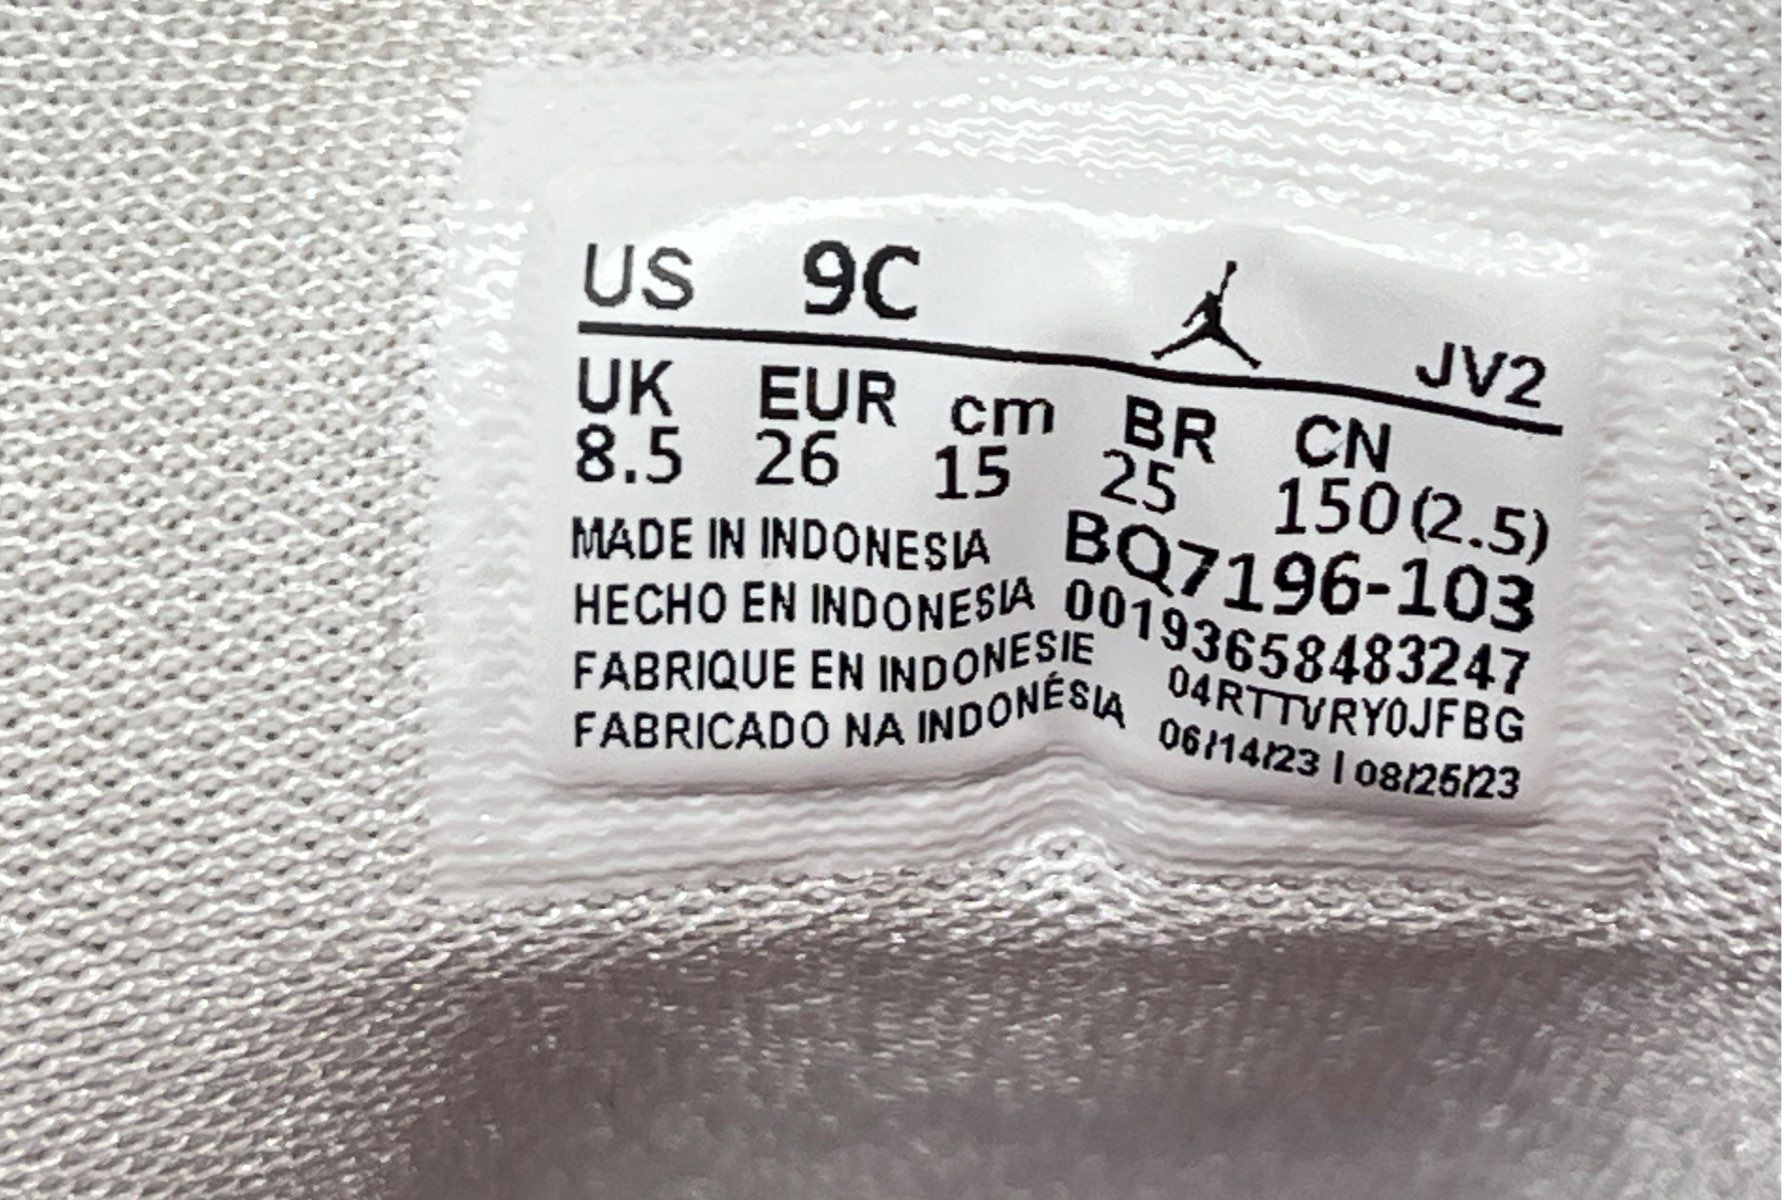 US 9C JV2
UK EUR cm BR CN
8.5 26 15 25 150(2.5)
MADE IN INDONESIA BQ7196-103
HECHO EN INDONESIA 00193658483247
FABRIQUE EN INDONESIE 04RTTVRY0JFBG
FABRICADO NA INDONÉSIA 06/14/23 | 08/25/23